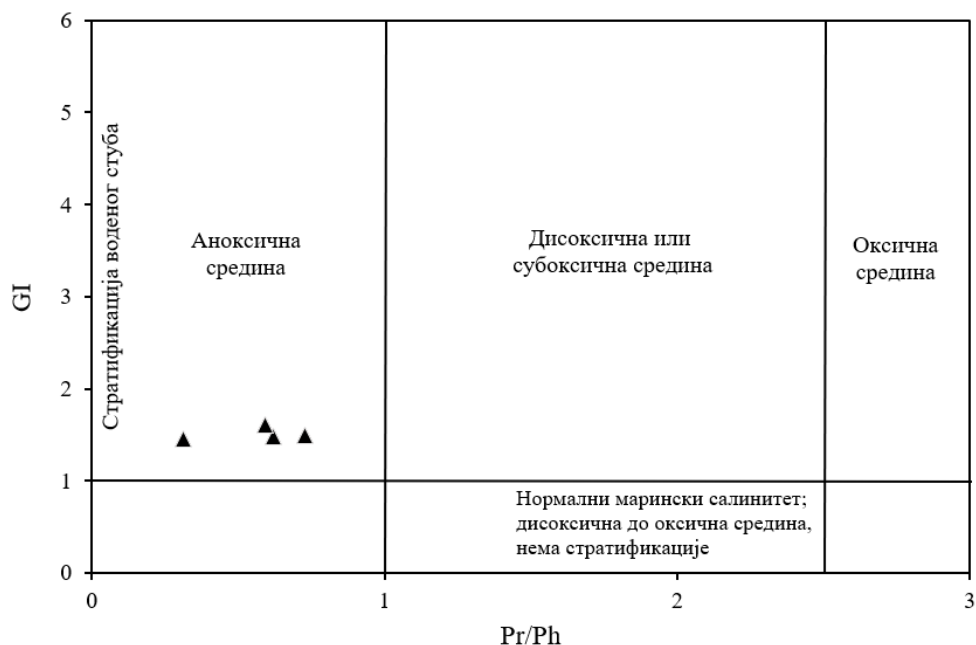 6
5
4
3
2
1
0
GI
Стратификација воденог стуба
Аноксична
средина
Дисоксична или
субоксична средина
Оксична
средина
Нормални марински салинитет;
дисоксична до оксична средина,
нема стратификације
0
1
2
3
Pr/Ph